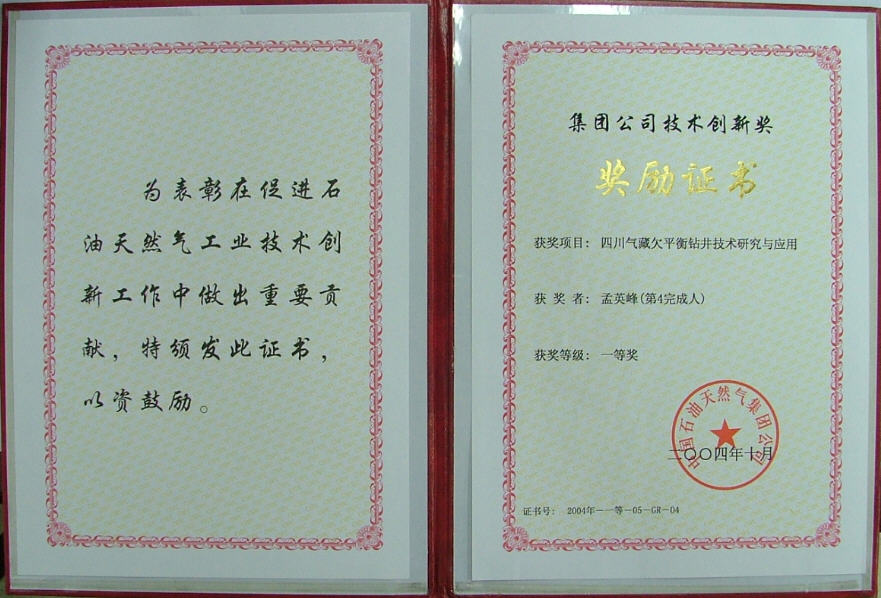 为表彰在促进石
油天然气工业技术创
新工作中做出重要贡
献，特颁发此证书，
以资鼓励。
集团公司技术创新奖
奖励证书
获奖项目：四川气藏欠平衡钻井技术研究与应用
获 奖 者：孟英峰(第4完成人)
获奖等级：一等奖
中国石油天然气集团公司
二〇〇四年十月
证书号： 2004年-一等-05-GR-04